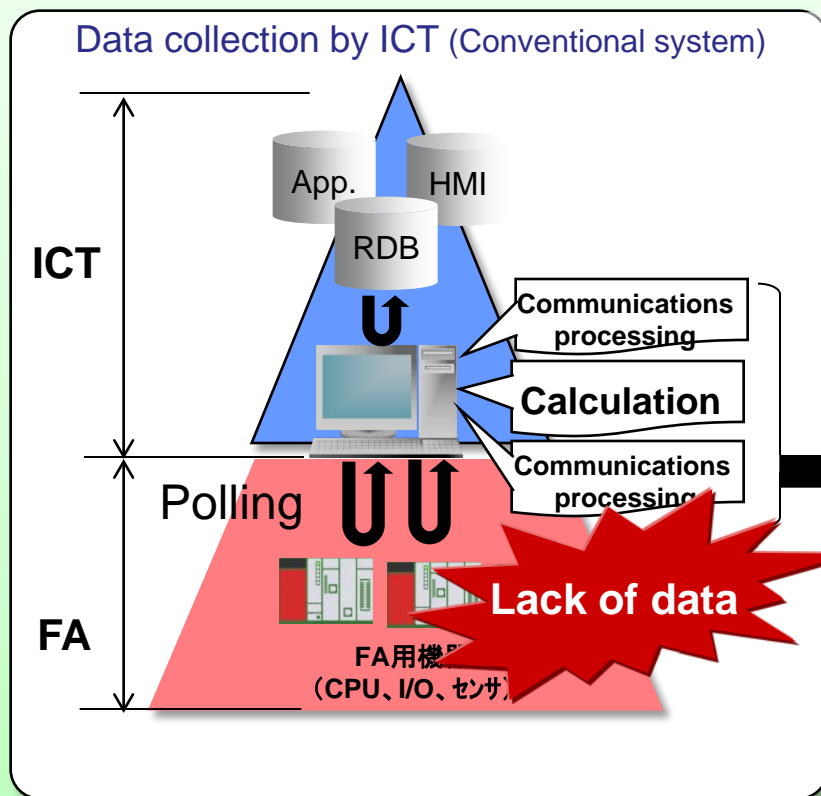 Data collection by ICT (Conventional system)
App.
HMI
RDB
ICT
Communications
processing
Calculation
Communications
processing
Polling
Lack of data
FA
FA用機器
（CPU、I/O、センサ）